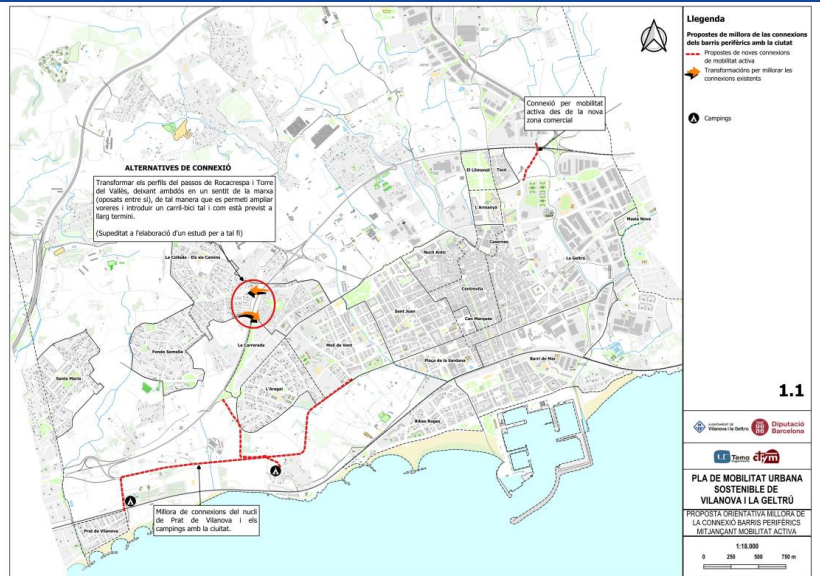 Llegenda
Propostes de millora de las connexions
dels barris perifèrics amb la ciutat
Propostes de noves connexions
de mobilitat activa
Transformacions per millorar les
connexions existents
Campings
Connexió per mobilitat
activa des de la nova
zona comercial
ALTERNATIVES DE CONNEXIÓ
Transformar els perfils del passos de Rocacrespa i Torre
del Vallès, deixant ambdós en un sentit de la marxa
(oposats entre si), de tal manera que es permeti ampliar
voreres i introduir un carril-bici tal i com està previst a
llarg termini.
(Supeditat a l'elaboració d'un estudi per a tal fi)
El Llimonet
Tacó
L'Armanyà
Masia Nova
Casernes
Nucli Antic
La Geltrú
La Collada - Els sis Camins
Centrevila
Sant Joan
Can Marquès
La Carrerada
Molí de Vent
Fondo Somella
Plaça de la Sardana
Barri de Mar
Santa Maria
L'Aragai
Ribes Roges
Prat de Vilanova
Millora de connexions del nucli
de Prat de Vilanova i els
campings amb la ciuitat.
1.1
AJUNTAMENT DE
Vilanova i la Geltrú
Diputació
Barcelona
Tema
dym
PLA DE MOBILITAT URBANA
SOSTENIBLE DE
VILANOVA I LA GELTRÚ
PROPOSTA ORIENTATIVA MILLORA DE
LA CONNEXIÓ BARRIS PERIFÈRICS
MITJANÇANT MOBILITAT ACTIVA
1:18.000
0 250 500 750 m